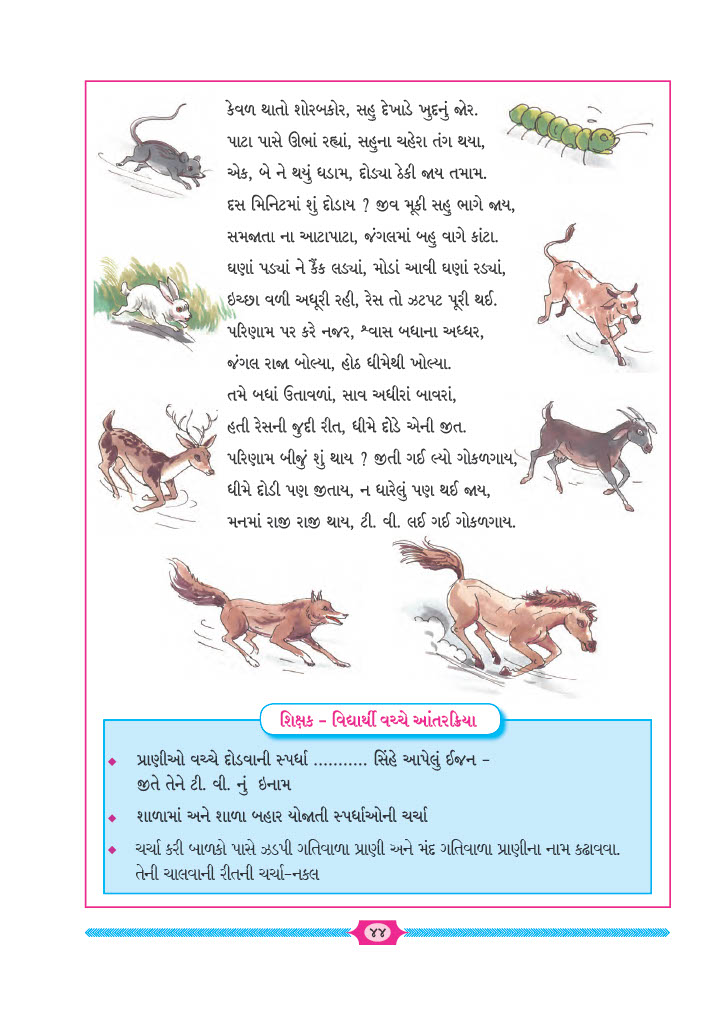 કેવળ થાતો શોરબકોર, સહુ દેખાડે ખુદનું જોર.
પાટા પાસે ઊભાં રહ્યાં, સહુના ચહેરા તંગ થયા,
એક, બે ને થયું ધડામ, દોડ્યા ઠેકી જાય તમામ.
દસ મિનિટમાં શું દોડાય ? જીવ મૂકી સહુ ભાગે જાય,
સમજાતા ના આટાપાટા, જંગલમાં બહુ વાગે કાંટા.
ઘણાં પડ્યાં ને કૈંક લડ્યાં, મોડાં આવી ઘણાં રડ્યાં,
ઇચ્છા વળી અધૂરી રહી, રેસ તો ઝટપટ પૂરી થઈ.
પરિણામ પર કરે નજર, શ્વાસ બધાના અધ્ધર,
જંગલ રાજા બોલ્યા, હોઠ ધીમેથી ખોલ્યા.
તમે બધાં ઉતાવળાં, સાવ અધીરાં બાવરાં,
હતી રેસની જુદી રીત, ધીમે દોડે એની જીત.
પરિણામ બીજું શું થાય ? જીતી ગઈ લ્યો ગોકળગાય,
ધીમે દોડી પણ જીતાય, ન ધારેલું પણ થઈ જાય,
મનમાં રાજી રાજી થાય, ટી. વી. લઈ ગઈ ગોકળગાય.
શિક્ષક – વિદ્યાર્થી વચ્ચે આંતરક્રિયા
◆ પ્રાણીઓ વચ્ચે દોડવાની સ્પર્ધા ........... સિંહે આપેલું ઈજન –
જીતે તેને ટી. વી. નું ઇનામ
◆ શાળામાં અને શાળા બહાર યોજાતી સ્પર્ધાઓની ચર્ચા
◆ ચર્ચા કરી બાળકો પાસે ઝડપી ગતિવાળા પ્રાણી અને મંદ ગતિવાળા પ્રાણીના નામ કઢાવવા.
તેની ચાલવાની રીતની ચર્ચા–નકલ
૪૪